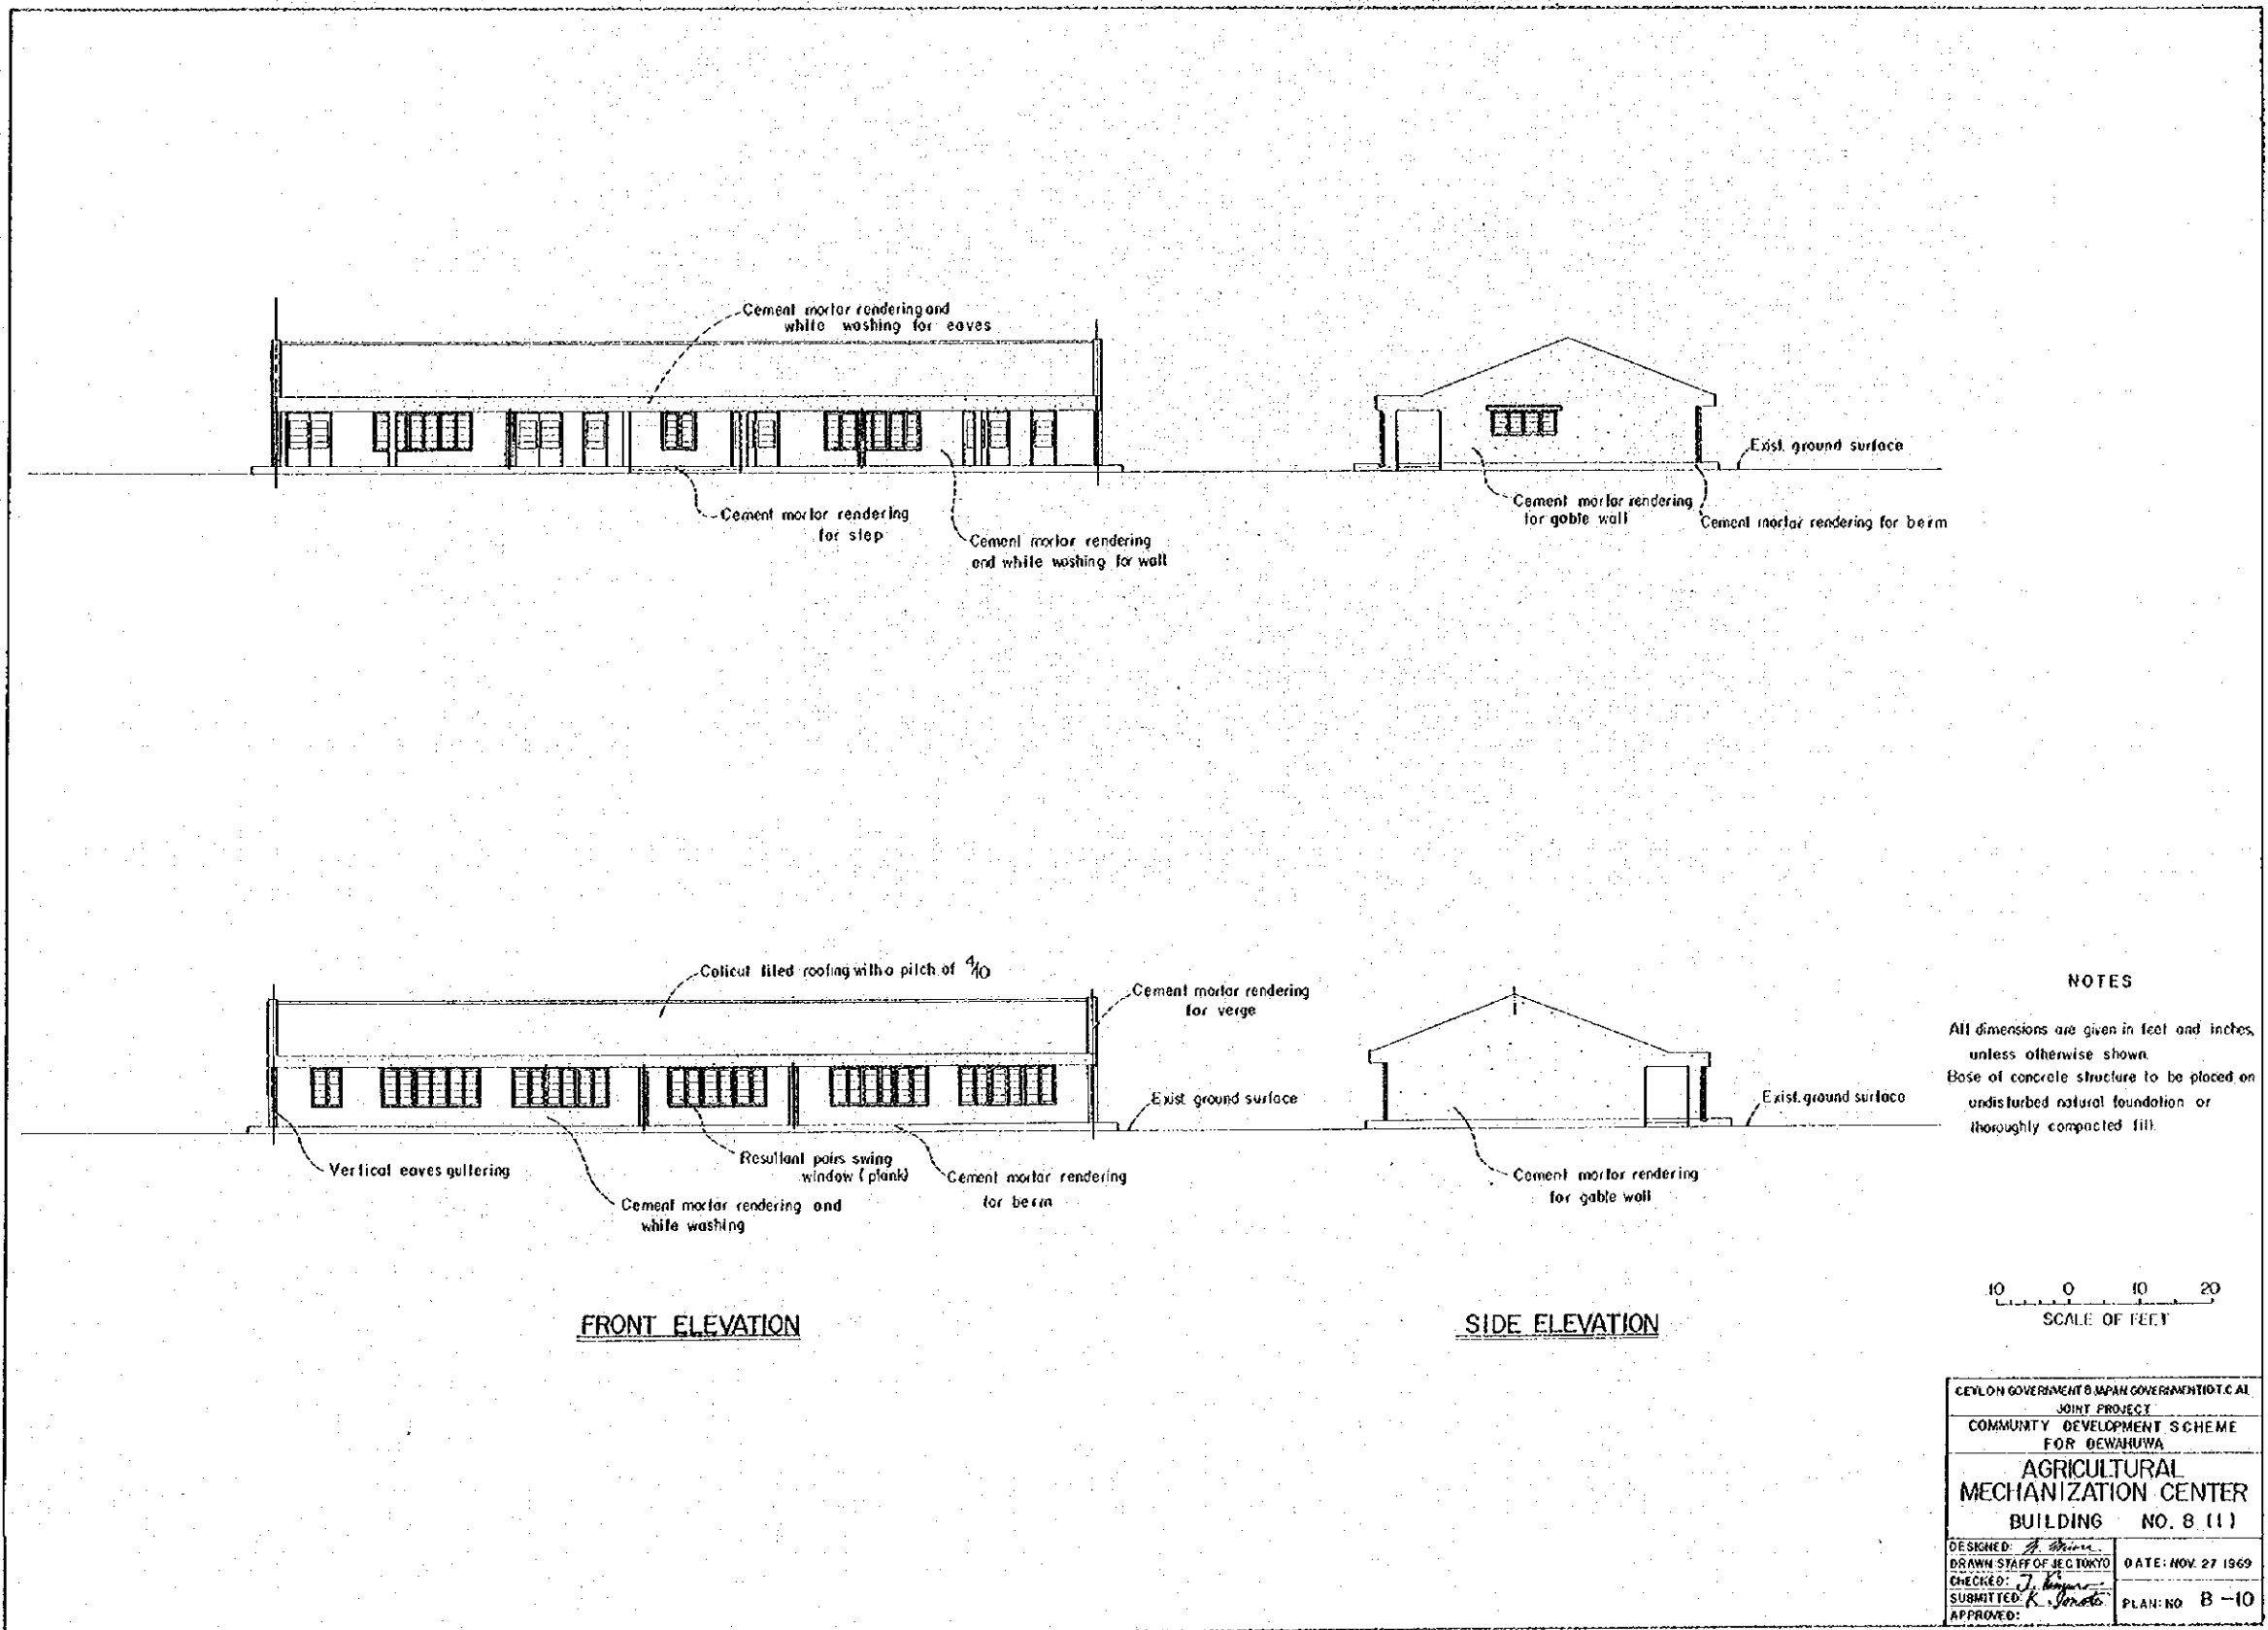 Cement mortar rendering and
white washing for eaves
Exist. ground surface
Cement mortar rendering
for step
Cement mortar rendering
and white washing for wall
Cement mortar rendering
for gable wall
Cement mortar rendering for berm
Calicut tiled roofing with a pitch of 4/10
Cement mortar rendering
for verge
Exist. ground surface
Exist. ground surface
Vertical eaves guttering
Resultant pairs swing
window (plank)
Cement mortar rendering
for berm
Cement mortar rendering and
white washing
Cement mortar rendering
for gable wall
FRONT ELEVATION
SIDE ELEVATION
NOTES
All dimensions are given in feet and inches,
unless otherwise shown.
Base of concrete structure to be placed on
undisturbed natural foundation or
thoroughly compacted fill.
10 0 10 20
SCALE OF FEET
CEYLON GOVERNMENT & JAPAN GOVERNMENT (O.T.C.A)
JOINT PROJECT
COMMUNITY DEVELOPMENT SCHEME
FOR DEWAHUWA
AGRICULTURAL
MECHANIZATION CENTER
BUILDING NO. 8 (1)
DESIGNED:
DRAWN: STAFF OF JEC TOKYO
DATE: NOV. 27 1969
CHECKED:
SUBMITTED: K.
PLAN: NO B-10
APPROVED: